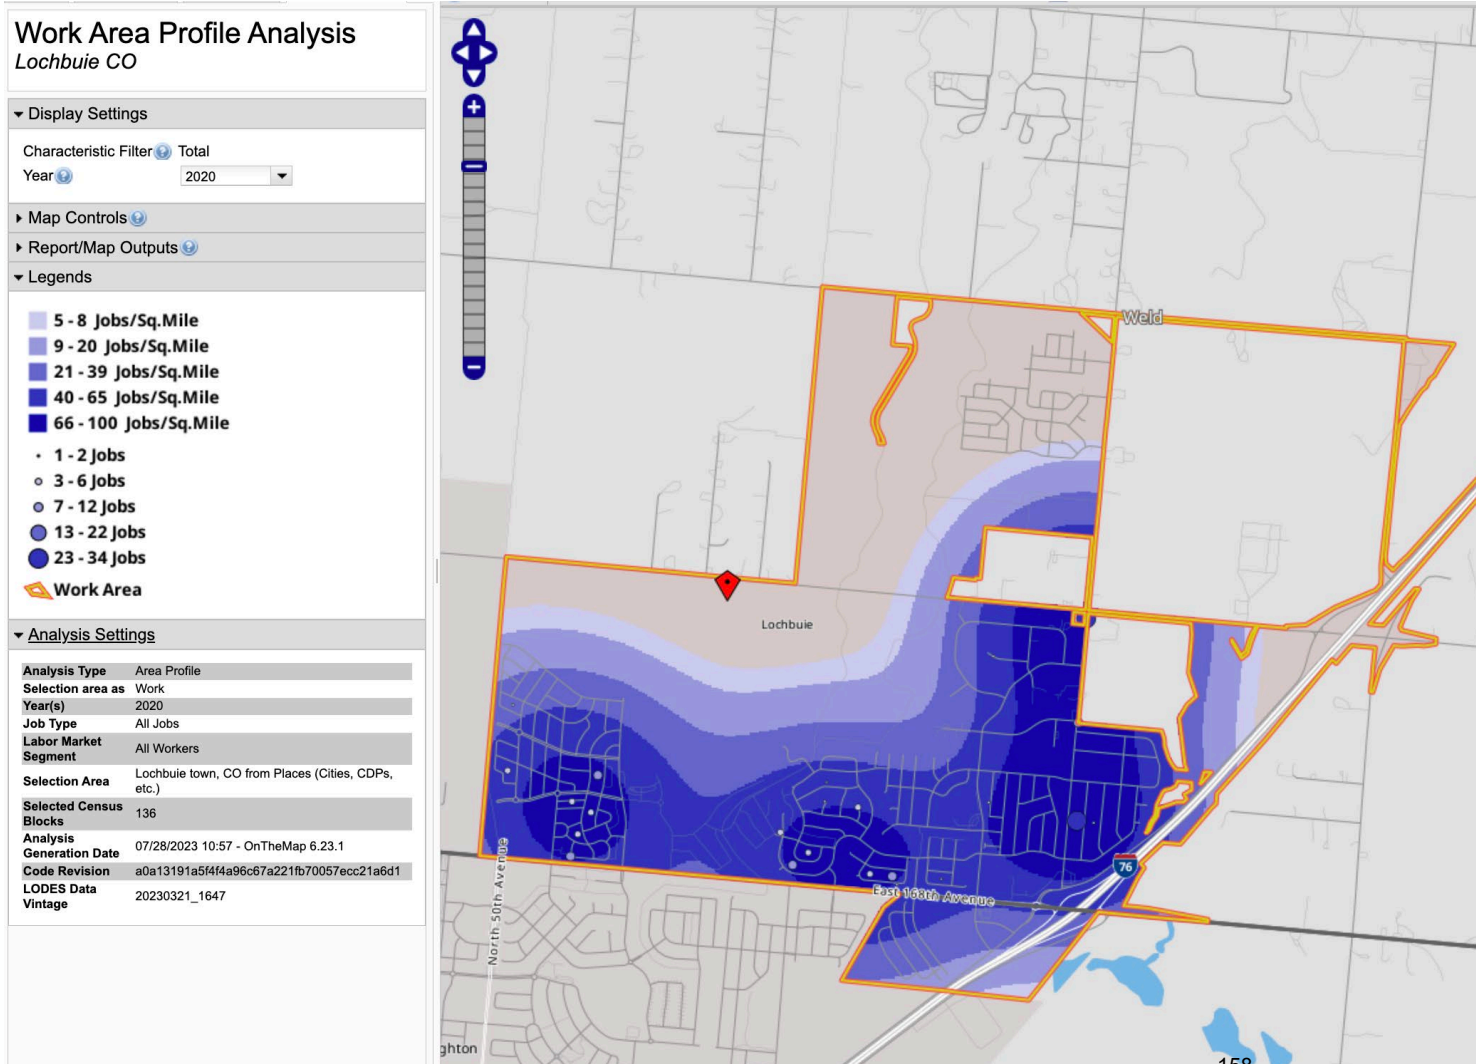 Work Area Profile Analysis
Lochbuie CO
Display Settings
Characteristic Filter Total
Year 2020
Map Controls
Report/Map Outputs
Legends
5 - 8 Jobs/Sq.Mile
9 - 20 Jobs/Sq.Mile
21 - 39 Jobs/Sq.Mile
40 - 65 Jobs/Sq.Mile
66 - 100 Jobs/Sq.Mile
1 - 2 Jobs
3 - 6 Jobs
7 - 12 Jobs
13 - 22 Jobs
23 - 34 Jobs
Work Area
Analysis Settings
Analysis Type Area Profile
Selection area as Work
Year(s) 2020
Job Type All Jobs
Labor Market Segment All Workers
Selection Area Lochbuie town, CO from Places (Cities, CDPs, etc.)
Selected Census Blocks 136
Analysis Generation Date 07/28/2023 10:57 - OnTheMap 6.23.1
Code Revision a0a13191a5f4f4a96c67a221fb70057ecc21a6d1
LODES Data Vintage 20230321_1647
Weld
Lochbuie
76
East 168th Avenue
North 50th Avenue
ghton